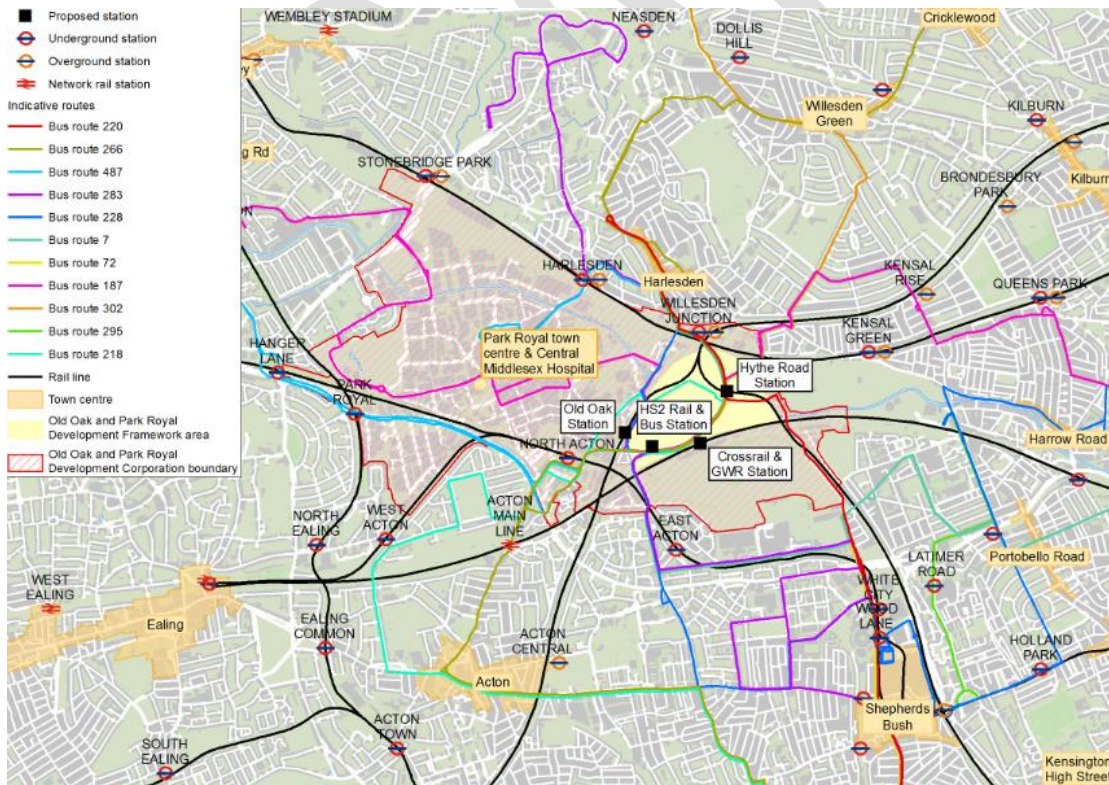 Proposed station
Underground station
Overground station
Network rail station
Indicative routes
Bus route 220
Bus route 266
Bus route 487
Bus route 283
Bus route 228
Bus route 7
Bus route 72
Bus route 187
Bus route 302
Bus route 295
Bus route 218
Rail line
Town centre
Old Oak and Park Royal
Development Framework area
Old Oak and Park Royal
Development Corporation boundary
WEMBLEY STADIUM
NEASDEN
DOLLIS
HILL
Cricklewood
Willesden
Green
KILBURN
g Rd
STONEBRIDGE PARK
BRONDESBURY
PARK
Kilburn
HARLESDEN
Harlesden
KENSAL
RISE
QUEENS PARK
WILLESDEN
JUNCTION
KENSAL
GREEN
HANGER
LANE
Park Royal town
centre & Central
Middlesex Hospital
Hythe Road
Station
PARK
ROYAL
Old Oak
Station
HS2 Rail &
Bus Station
Harrow Road
NORTH ACTON
Crossrail &
GWR Station
ACTON
MAIN
LINE
NORTH
EALING
WEST
ACTON
EAST
ACTON
LATIMER
ROAD
Portobello Road
WEST
EALING
WHITE
CITY
WOOD
LANE
Ealing
EALING
COMMON
ACTON
CENTRAL
HOLLAND
PARK
Acton
Shepherds
Bush
ACTON
TOWN
SOUTH
EALING
Kensington
High Street